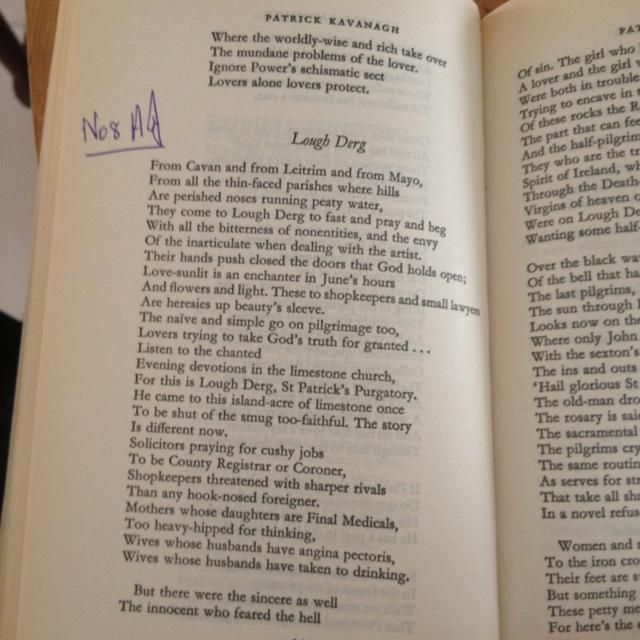 PATRICK KAVANAGH
Where the worldly-wise and rich take over
The mundane problems of the lover.
Ignore Power's schismatic sect
Lovers alone lovers protect.
Lough Derg
From Cavan and from Leitrim and from Mayo,
From all the thin-faced parishes where hills
Are perished noses running peaty water,
They come to Lough Derg to fast and pray and beg
With all the bitterness of nonentities, and the envy
Of the inarticulate when dealing with the artist.
Their hands push closed the doors that God holds open;
Love-sunlit is an enchanter in June's hours
And flowers and light. These to shopkeepers and small lawyers
Are heresies up beauty's sleeve.
The naïve and simple go on pilgrimage too,
Lovers trying to take God's truth for granted . . .
Listen to the chanted
Evening devotions in the limestone church,
For this is Lough Derg, St Patrick's Purgatory.
He came to this island-acre of limestone once
To be shut of the smug too-faithful. The story
Is different now.
Solicitors praying for cushy jobs
To be County Registrar or Coroner,
Shopkeepers threatened with sharper rivals
Than any hook-nosed foreigner.
Mothers whose daughters are Final Medicals,
Too heavy-hipped for thinking,
Wives whose husbands have angina pectoris,
Wives whose husbands have taken to drinking.
But there were the sincere as well
The innocent who feared the hell
PAT
Of sin. The girl who
A lover and the girl
Were both in trouble
Trying to encave in
Of these rocks the R
The part that can fee
And the half-pilgrim
They who are the tr
Spirit of Ireland, wh
Through the Death
Virgins of heaven
Were on Lough De
Wanting some half-
Over the black wa
Of the bell that ha
The last pilgrims,
The sun through
Looks now on the
Where only John
With the sexton's
The ins and outs
'Hail glorious St
The old-man dro
The rosary is sai
The sacramental
The pilgrims cry
The same routin
As serves for str
That take all sha
In a novel refus
Women and
To the iron cro
Their feet are s
But something
These petty m
For here's the